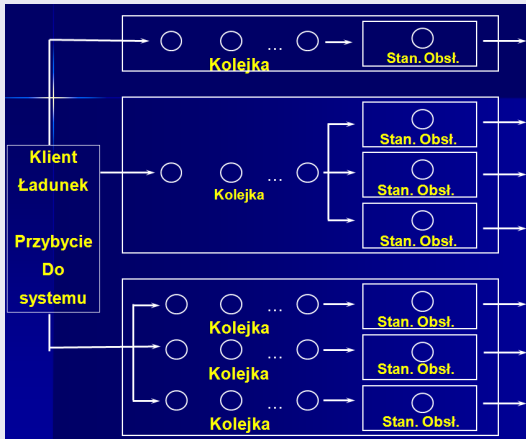 Klient
Ładunek
Przybycie
Do
systemu
...
Kolejka
Stan. Obsł.
...
Kolejka
Stan. Obsł.
Stan. Obsł.
Stan. Obsł.
...
Kolejka
Stan. Obsł.
...
Kolejka
Stan. Obsł.
...
Kolejka
Stan. Obsł.